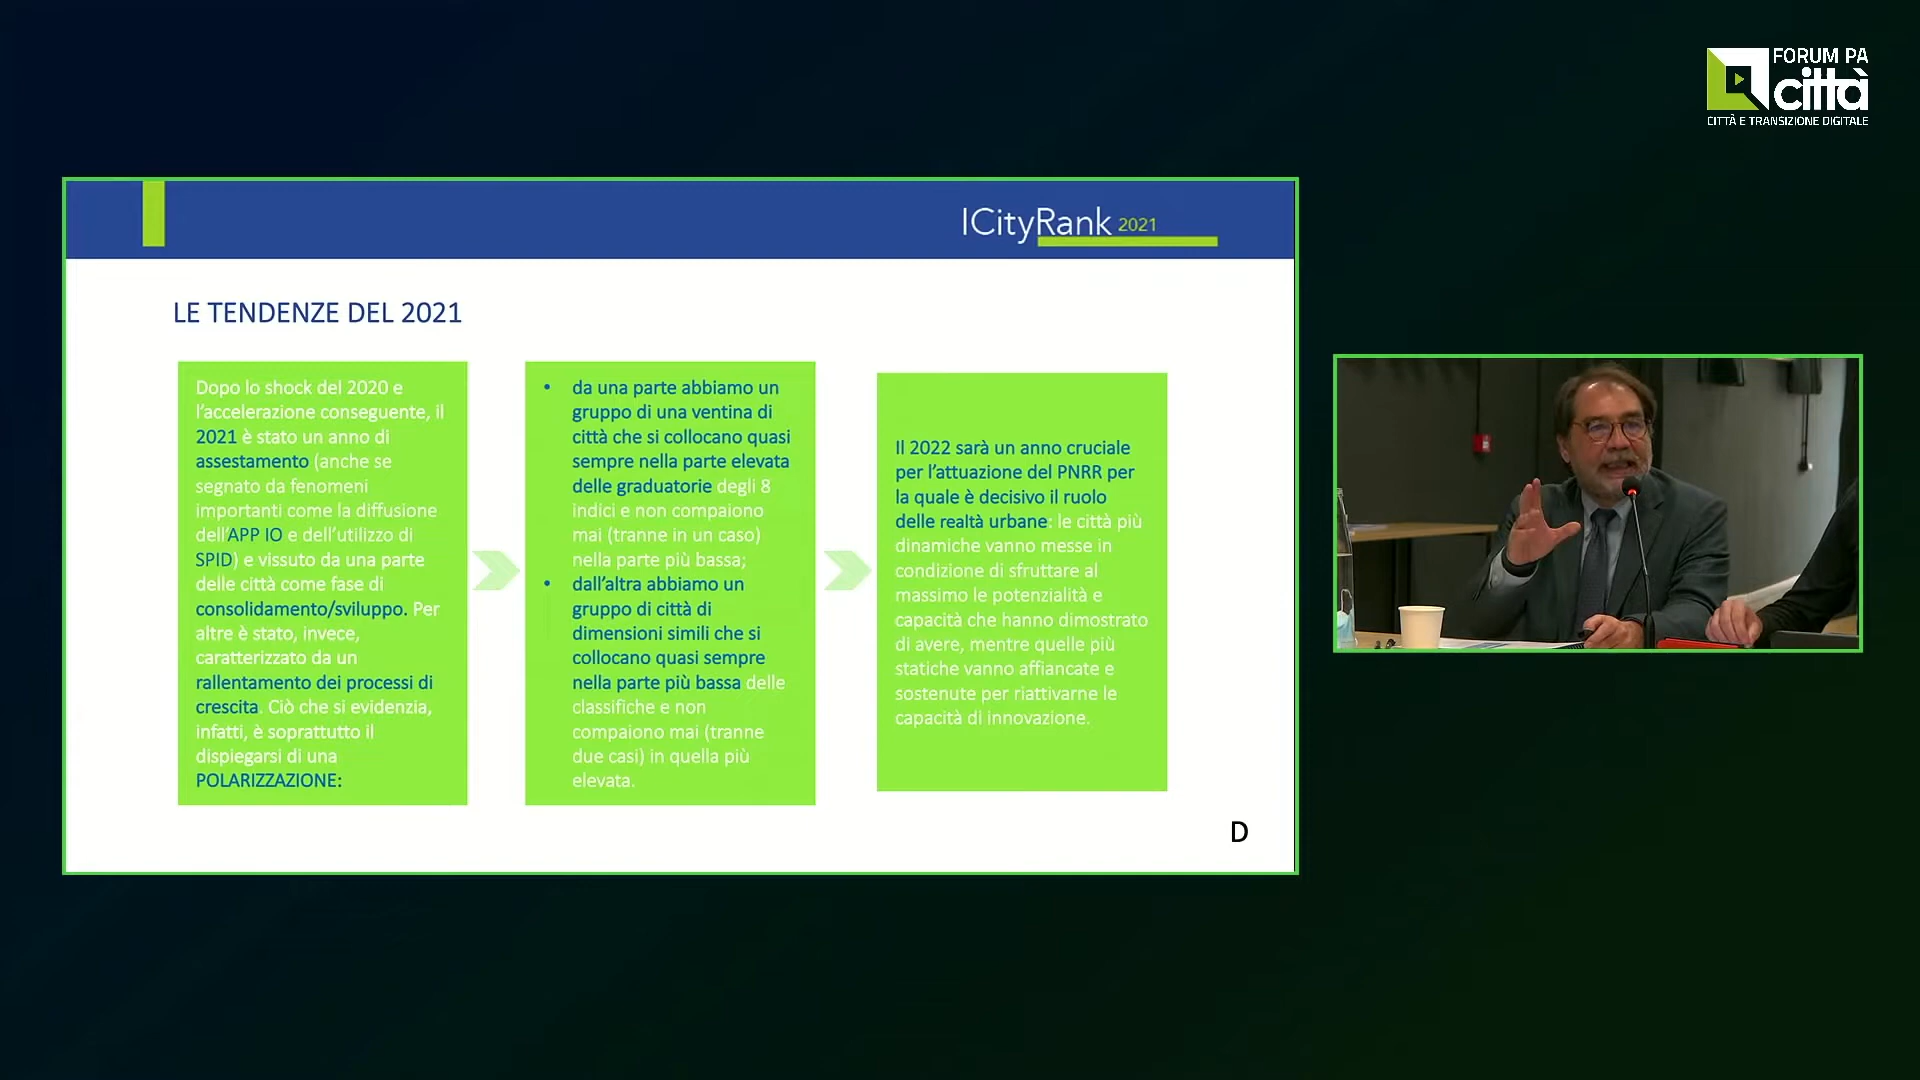 FORUM PA
città
CITTÀ E TRANSIZIONE DIGITALE
ICityRank 2021
LE TENDENZE DEL 2021
Dopo lo shock del 2020 e
l’accelerazione conseguente, il
2021 è stato un anno di
assestamento (anche se
segnato da fenomeni
importanti come la diffusione
dell’APP IO e dell’utilizzo di
SPID) e vissuto da una parte
delle città come fase di
consolidamento/sviluppo. Per
altre è stato, invece,
caratterizzato da un
rallentamento dei processi di
crescita. Ciò che si evidenzia,
infatti, è soprattutto il
dispiegarsi di una
POLARIZZAZIONE:
• da una parte abbiamo un
gruppo di una ventina di
città che si collocano quasi
sempre nella parte elevata
delle graduatorie degli 8
indici e non compaiono
mai (tranne in un caso)
nella parte più bassa;
• dall’altra abbiamo un
gruppo di città di
dimensioni simili che si
collocano quasi sempre
nella parte più bassa delle
classifiche e non
compaiono mai (tranne
due casi) in quella più
elevata.
Il 2022 sarà un anno cruciale
per l’attuazione del PNRR per
la quale è decisivo il ruolo
delle realtà urbane: le città più
dinamiche vanno messe in
condizione di sfruttare al
massimo le potenzialità e
capacità che hanno dimostrato
di avere, mentre quelle più
statiche vanno affiancate e
sostenute per riattivarne le
capacità di innovazione.
D